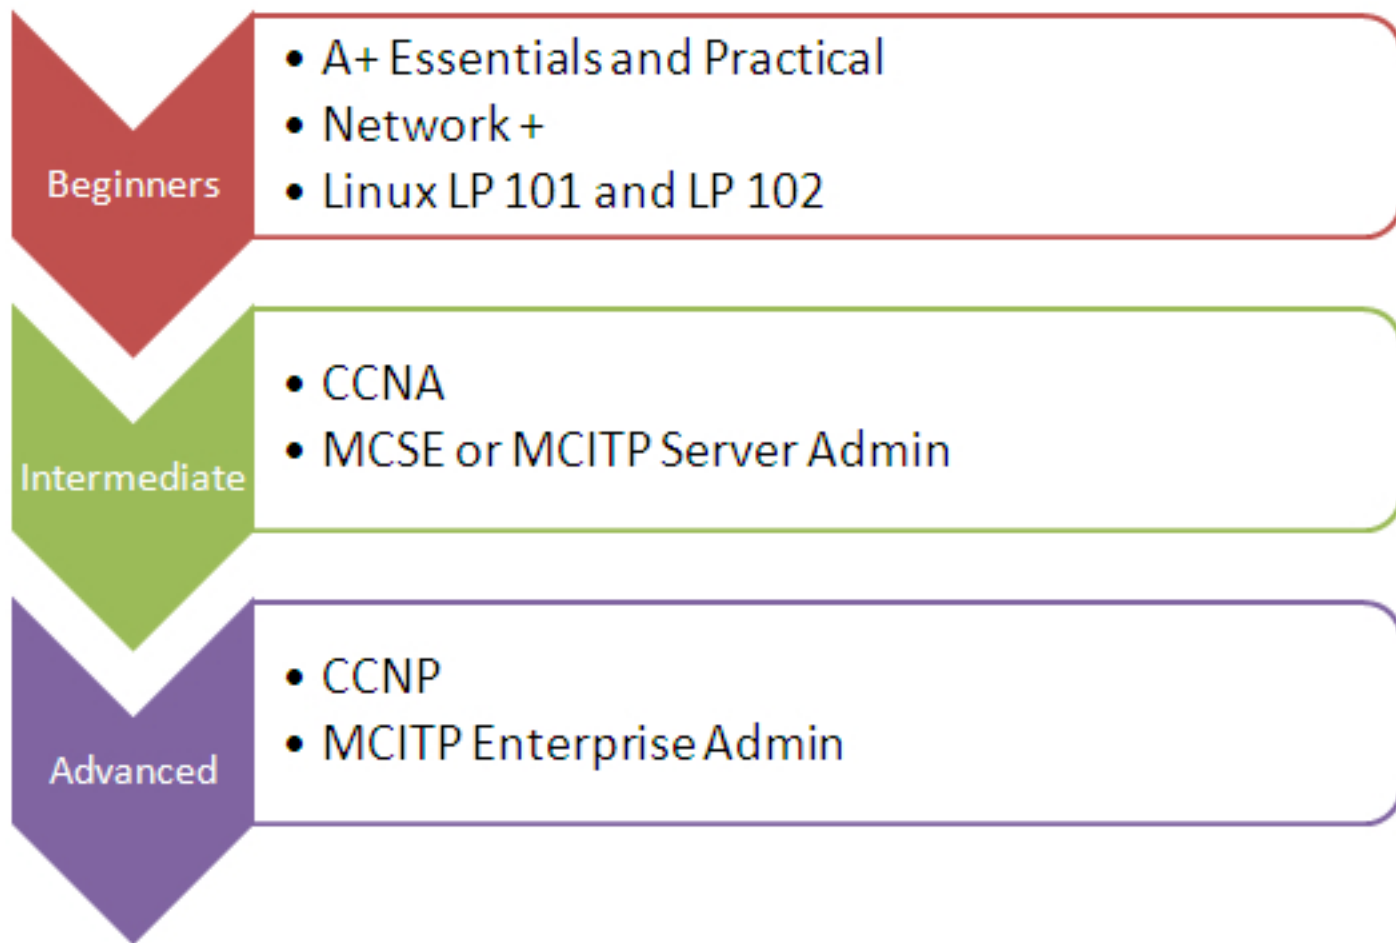 Beginners
• A+ Essentials and Practical
• Network +
• Linux LP 101 and LP 102
Intermediate
• CCNA
• MCSE or MCITP Server Admin
Advanced
• CCNP
• MCITP Enterprise Admin